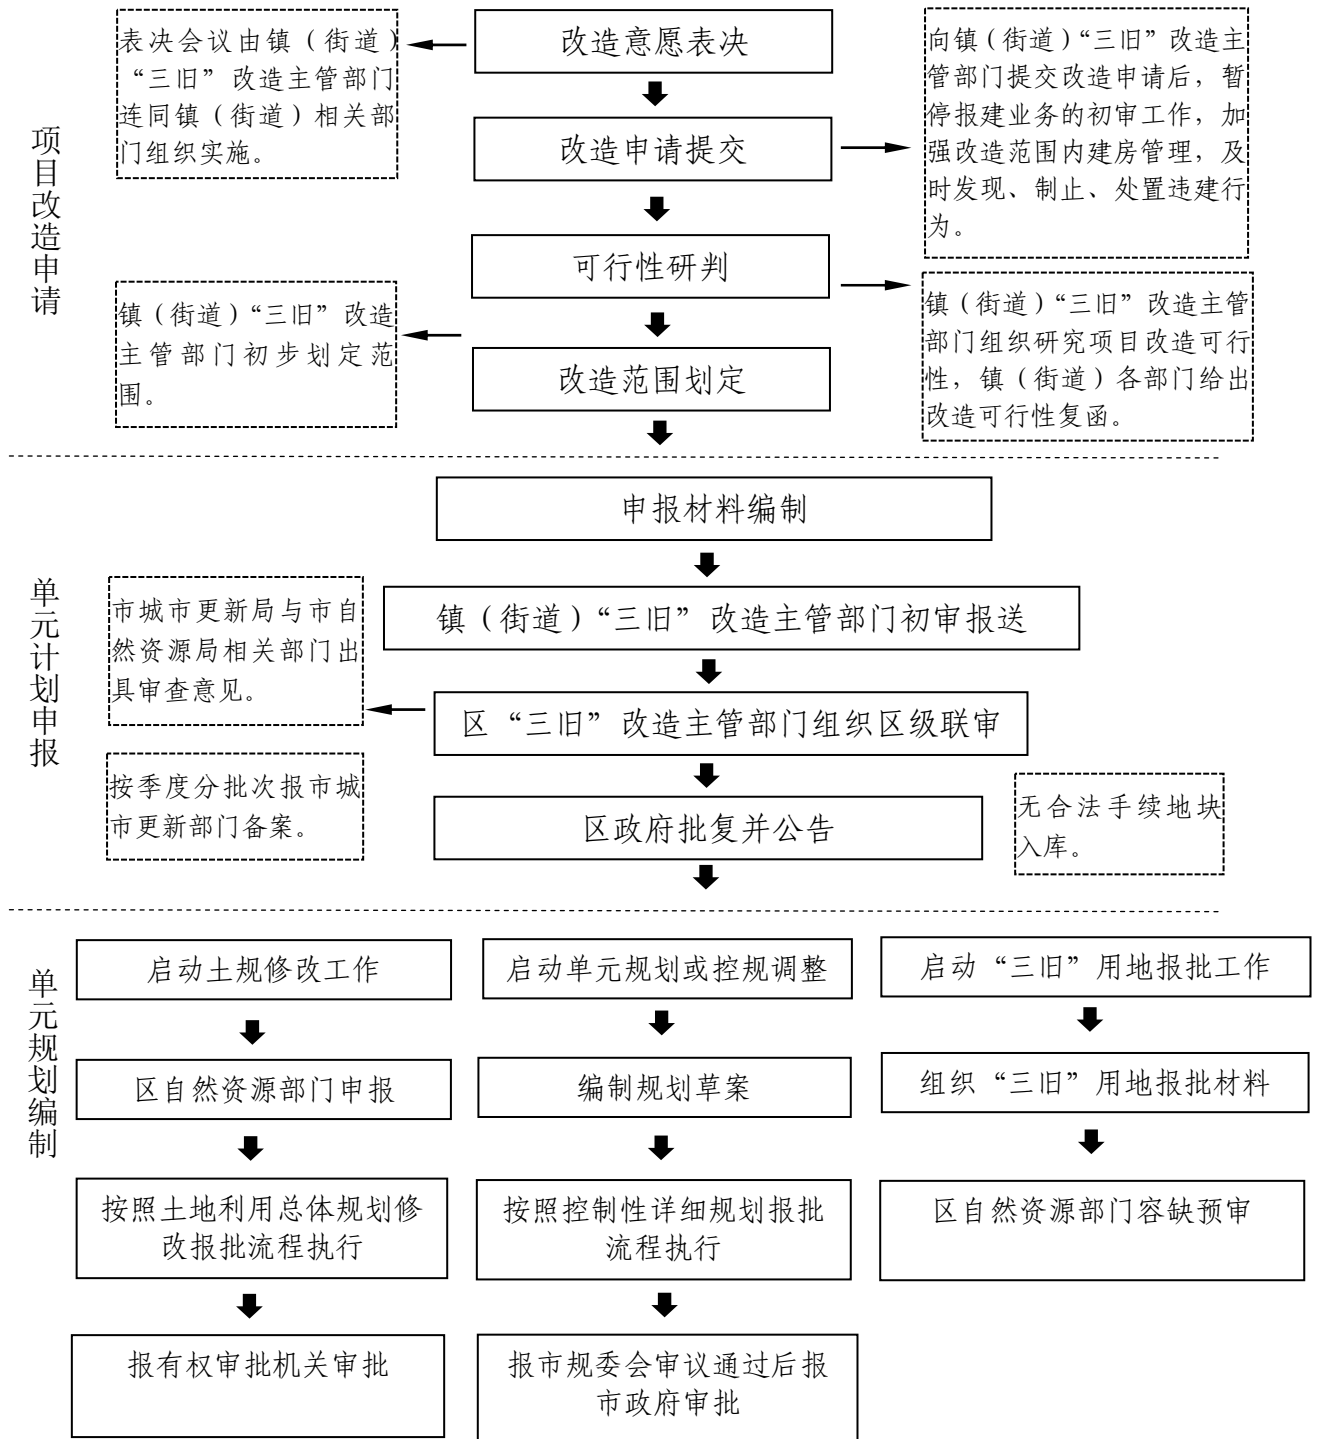 项目改造申请
表决会议由镇（街道）
“三旧”改造主管部门
连同镇（街道）相关部
门组织实施。
改造意愿表决
向镇（街道）“三旧”改造主
管部门提交改造申请后，暂
停报建业务的初审工作，加
强改造范围内建房管理，及
时发现、制止、处置违建行
为。
改造申请提交
可行性研判
镇（街道）“三旧”改造主管
部门组织研究项目改造可行
性，镇（街道）各部门给出
改造可行性复函。
镇（街道）“三旧”改造
主管部门初步划定范
围。
改造范围划定
单元计划申报
申报材料编制
镇（街道）“三旧”改造主管部门初审报送
市城市更新局与市自
然资源局相关部门出
具审查意见。
区“三旧”改造主管部门组织区级联审
按季度分批次报市城
市更新部门备案。
区政府批复并公告
无合法手续地块
入库。
单元规划编制
启动土规修改工作
区自然资源部门申报
按照土地利用总体规划修
改报批流程执行
报有权审批机关审批
启动单元规划或控规调整
编制规划草案
按照控制性详细规划报批
流程执行
报市规委会审议通过后报
市政府审批
启动“三旧”用地报批工作
组织“三旧”用地报批材料
区自然资源部门容缺预审